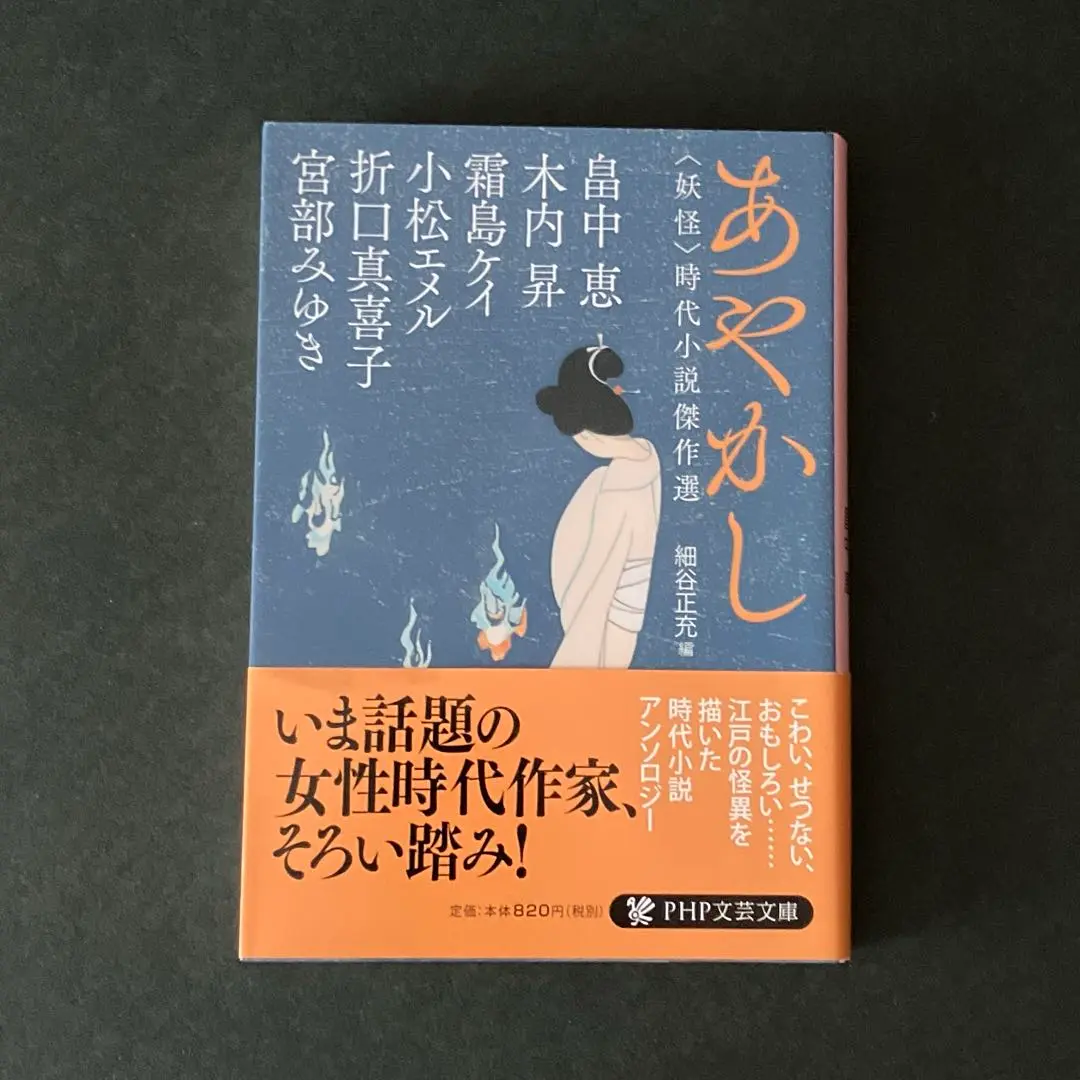 あやかし
〈妖怪〉時代小説傑作選
細谷正充 編
畠中 恵
木内 昇
霜島ケイ
小松エメル
折口真喜子
宮部みゆき
こわい、せつない、
おもしろい……
江戸の怪異を
描いた
時代小説
アンソロジー
いま話題の
女性時代作家、
そろい踏み!
定価:本体820円(税別)
PHP文芸文庫